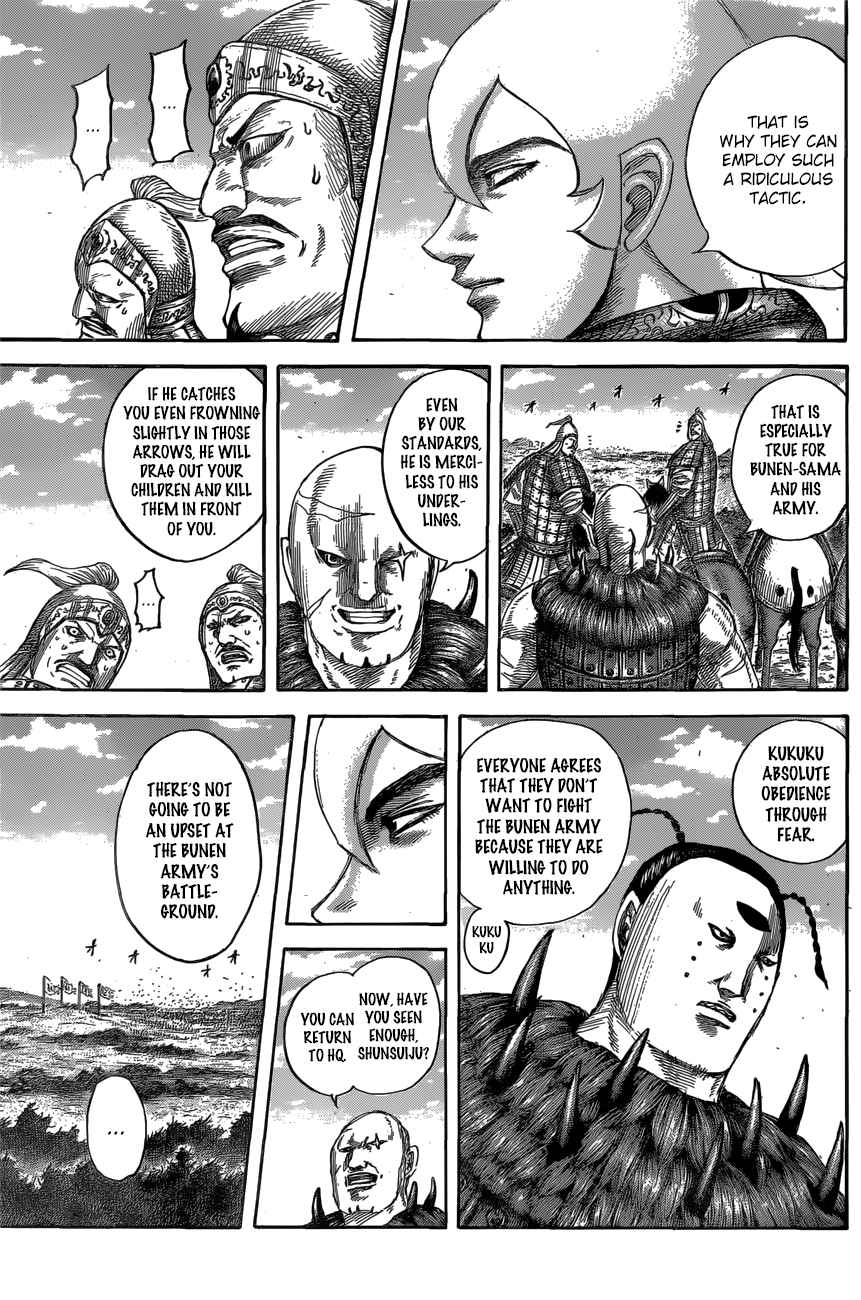 THAT IS
WHY THEY CAN
EMPLOY SUCH
A RIDICULOUS
TACTIC.
...
...
THAT IS
ESPECIALLY
TRUE FOR
BUNEN-SAMA
AND HIS
ARMY.
EVEN
BY OUR
STANDARDS,
HE IS MERCI-
LESS TO HIS
UNDER-
LINGS.
IF HE CATCHES
YOU EVEN FROWNING
SLIGHTLY IN THOSE
ARROWS, HE WILL
DRAG OUT YOUR
CHILDREN AND KILL
THEM IN FRONT
OF YOU.
...
KUKUKU
ABSOLUTE
OBEDIENCE
THROUGH
FEAR.
EVERYONE AGREES
THAT THEY DON'T
WANT TO FIGHT
THE BUNEN ARMY
BECAUSE THEY ARE
WILLING TO DO
ANYTHING.
KUKU
KU
NOW, HAVE
YOU SEEN
ENOUGH,
SHUNSUIJU?
YOU CAN
RETURN
TO HQ.
THERE'S NOT
GOING TO BE
AN UPSET AT
THE BUNEN
ARMY'S
BATTLE-
GROUND.
...